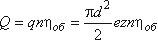 Q = qnη_об = πd²/2 eznη_об